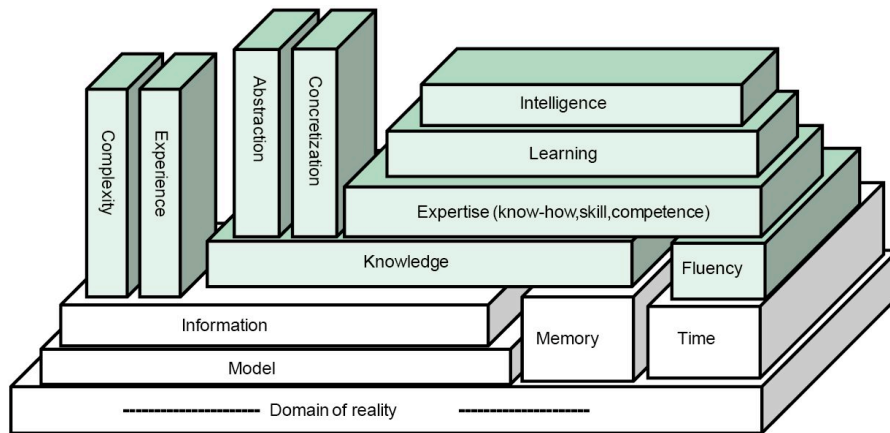 Complexity
Experience
Abstraction
Concretization
Intelligence
Learning
Expertise (know-how,skill,competence)
Knowledge
Fluency
Information
Memory
Time
Model
Domain of reality